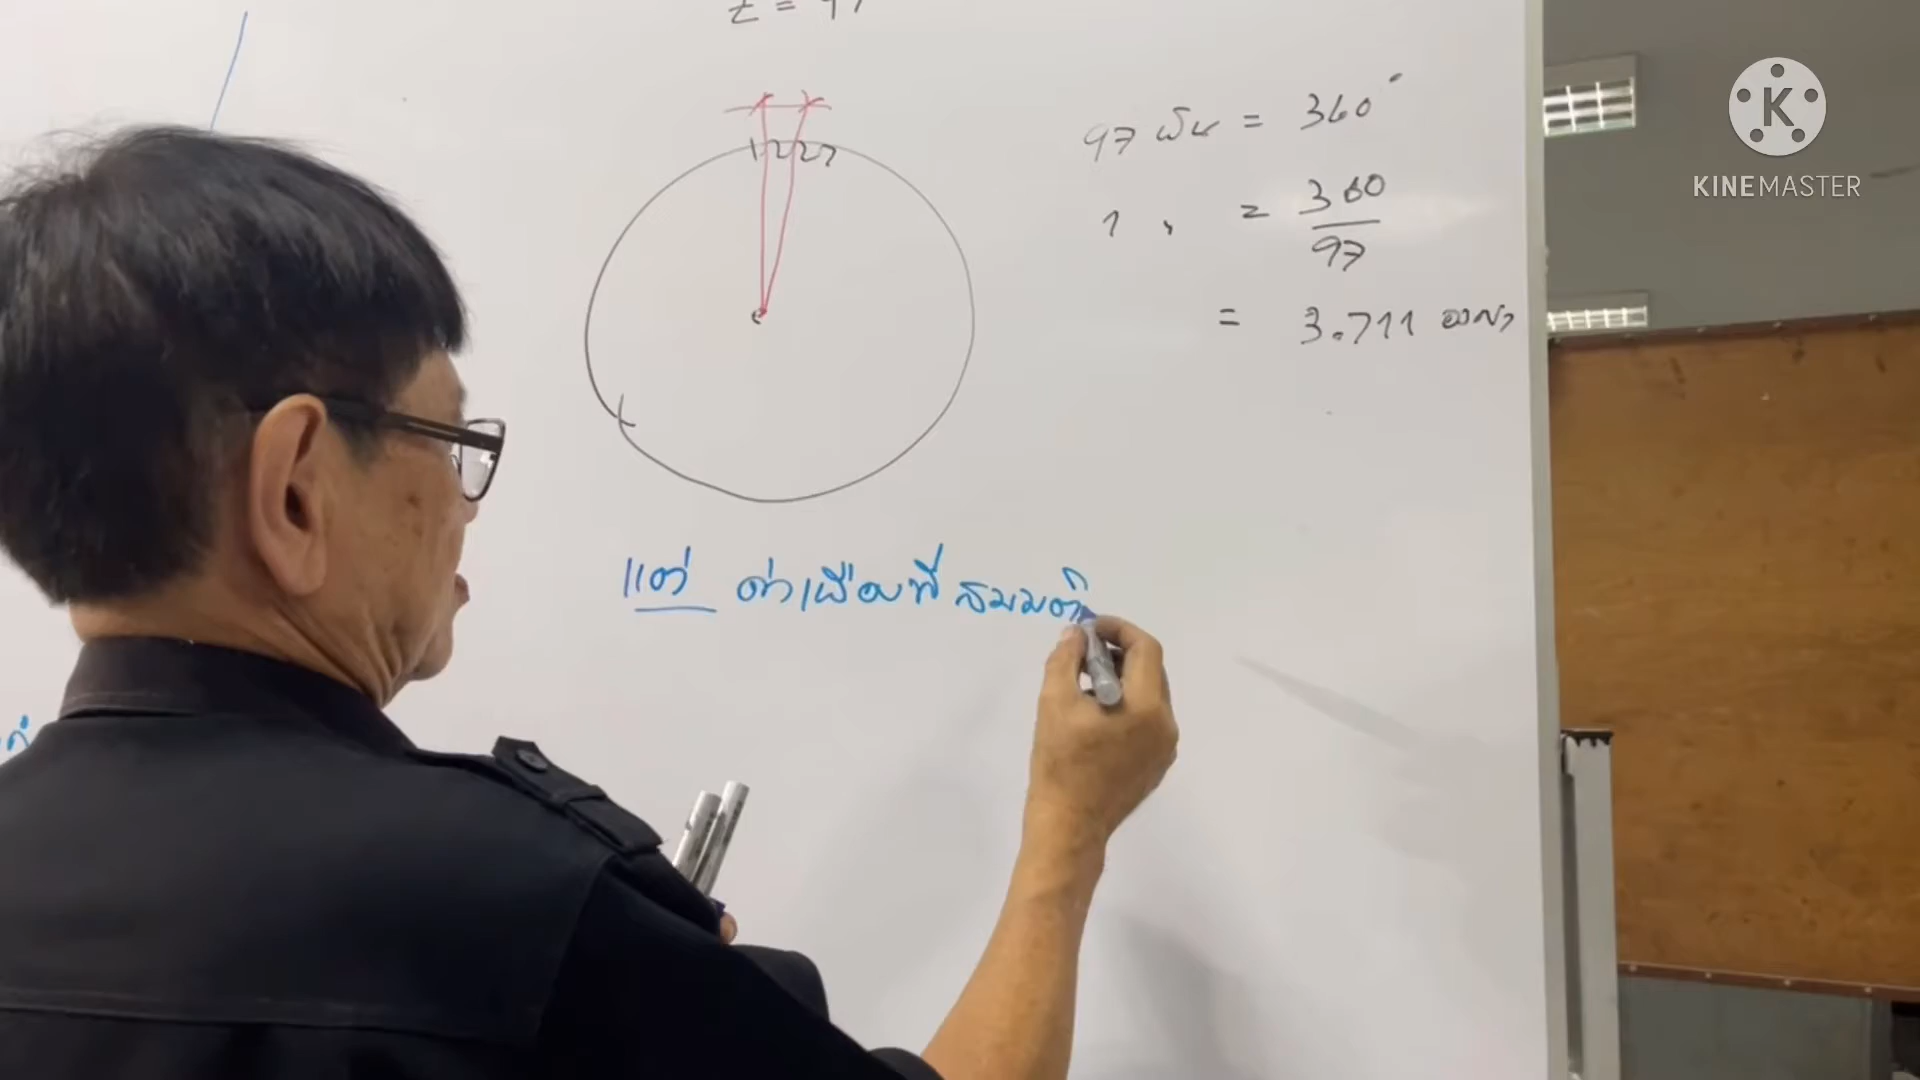 Z = 97
97 ฟัน = 360°
1 " = 360/97
= 3.711 องศา
แต่ ค่าเฟืองที่ สมมติ
KINEMASTER